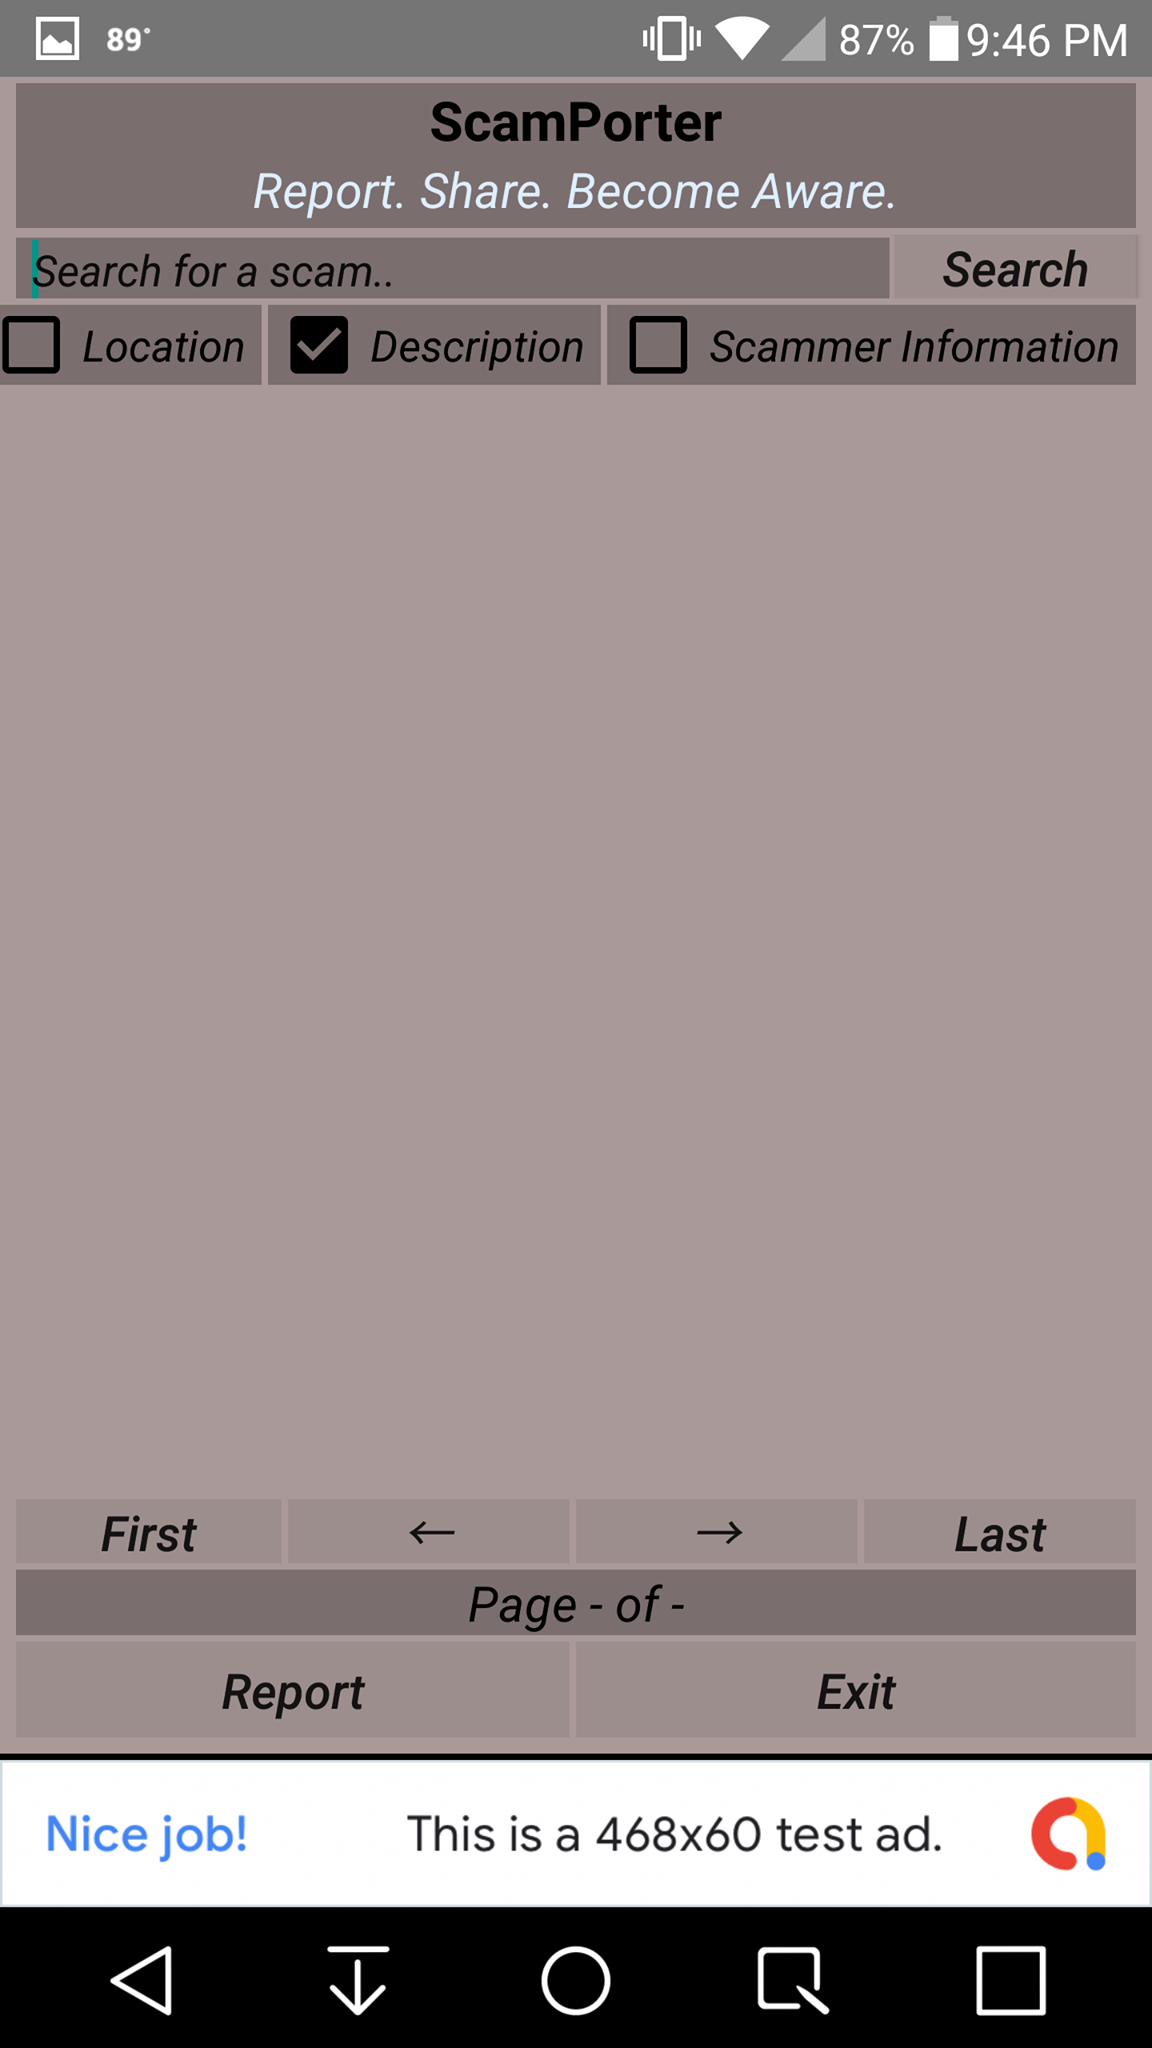 89° 87% 9:46 PM
ScamPorter
Report. Share. Become Aware.
Search for a scam.. Search
Location Description Scammer Information
First ← → Last
Page - of -
Report Exit
Nice job! This is a 468x60 test ad.